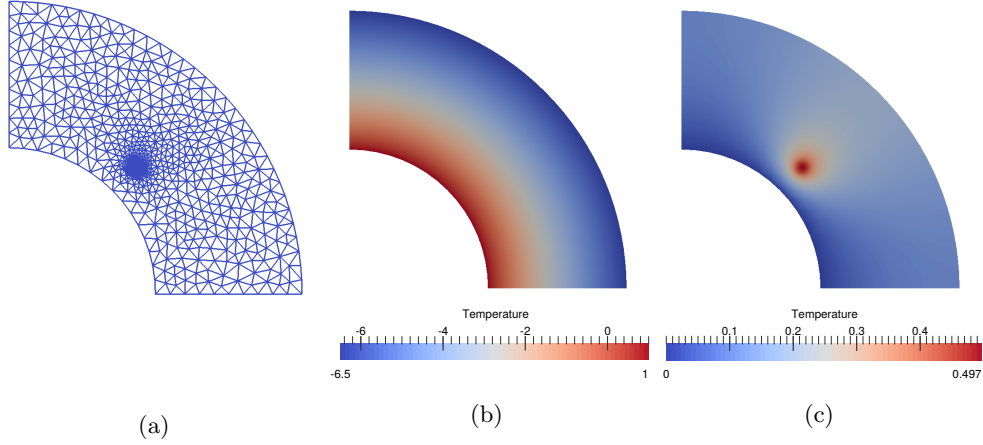 Temperature
-6 -4 -2 0
-6.5 1
Temperature
0.1 0.2 0.3 0.4
0 0.497
(a)
(b)
(c)